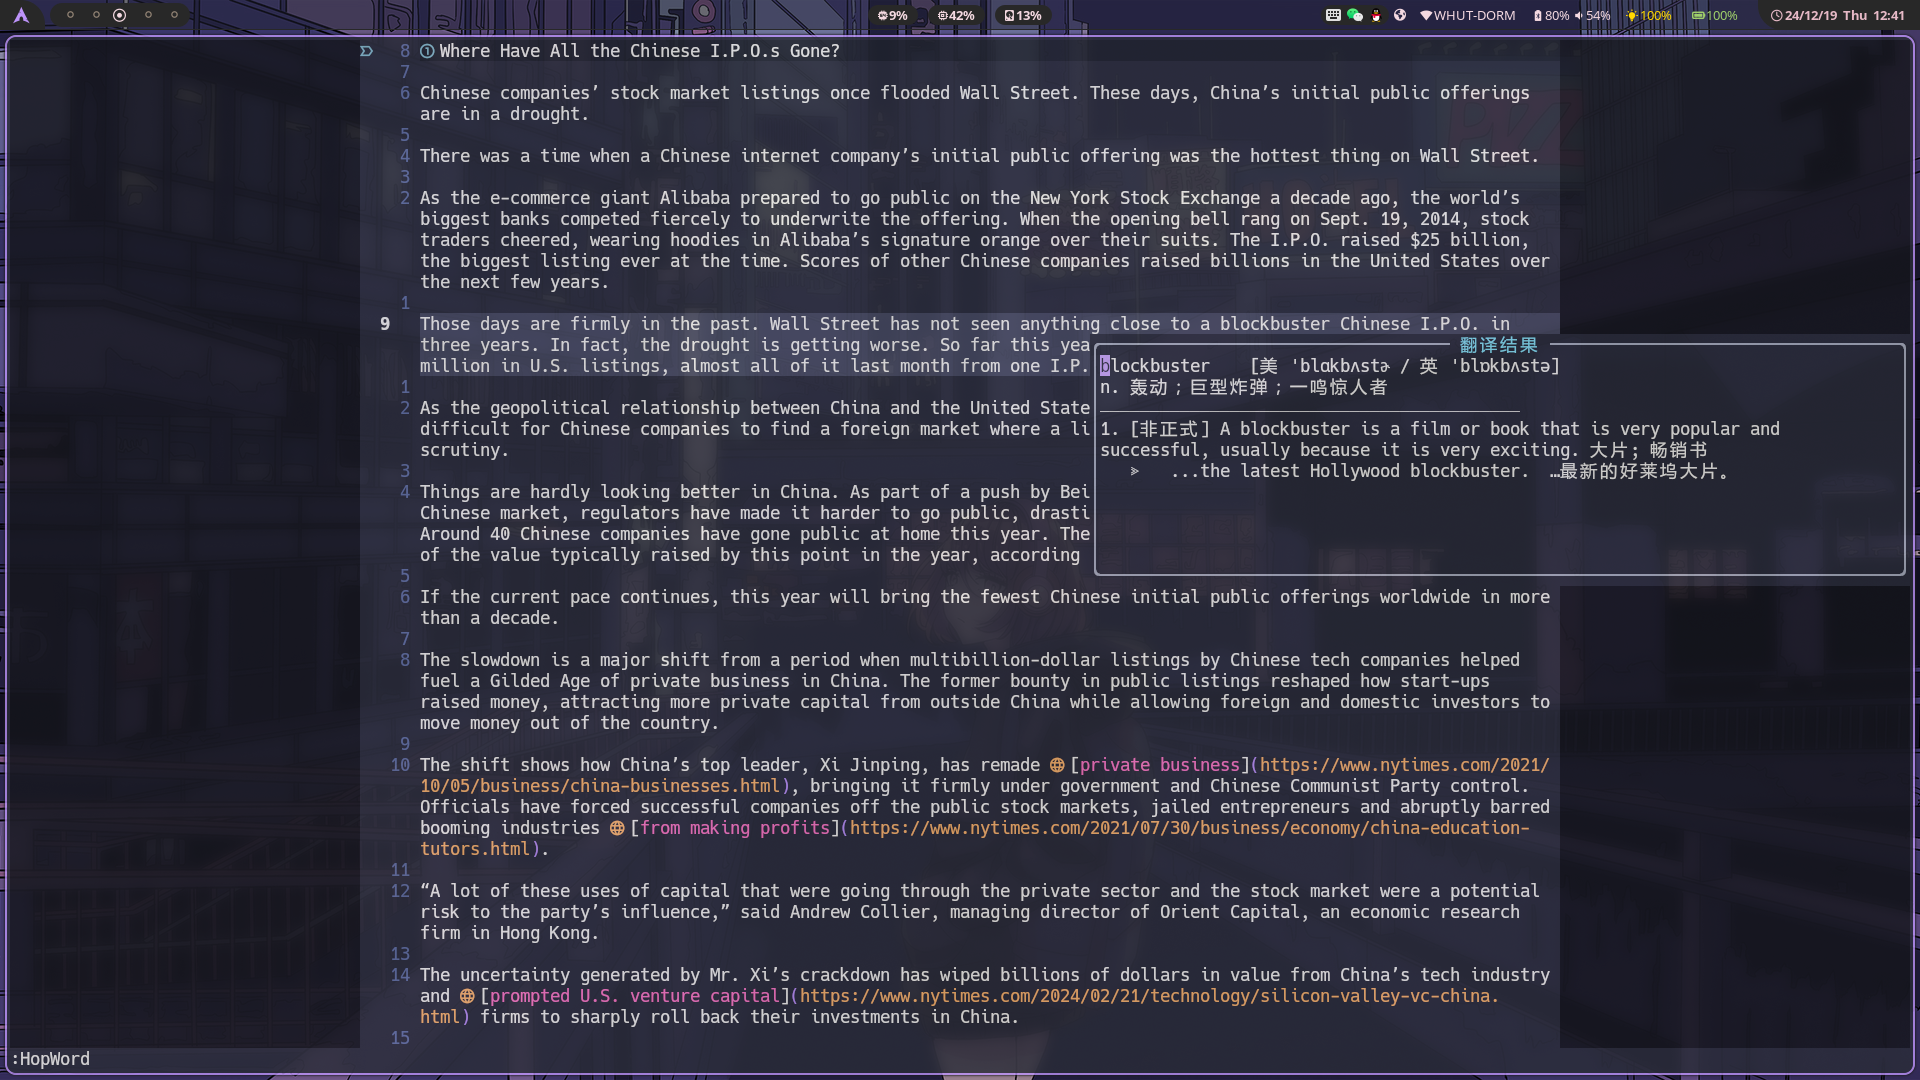 9% 42% 13% WHUT-DORM 80% 54% 100% 100% 24/12/19 Thu 12:41
8 ① Where Have All the Chinese I.P.O.s Gone?
7
6 Chinese companies’ stock market listings once flooded Wall Street. These days, China’s initial public offerings
are in a drought.
5
4 There was a time when a Chinese internet company’s initial public offering was the hottest thing on Wall Street.
3
2 As the e-commerce giant Alibaba prepared to go public on the New York Stock Exchange a decade ago, the world’s
biggest banks competed fiercely to underwrite the offering. When the opening bell rang on Sept. 19, 2014, stock
traders cheered, wearing hoodies in Alibaba’s signature orange over their suits. The I.P.O. raised $25 billion,
the biggest listing ever at the time. Scores of other Chinese companies raised billions in the United States over
the next few years.
1
9 Those days are firmly in the past. Wall Street has not seen anything close to a blockbuster Chinese I.P.O. in
three years. In fact, the drought is getting worse. So far this yea
million in U.S. listings, almost all of it last month from one I.P.
1
2 As the geopolitical relationship between China and the United State
difficult for Chinese companies to find a foreign market where a li
scrutiny.
3
4 Things are hardly looking better in China. As part of a push by Bei
Chinese market, regulators have made it harder to go public, drasti
Around 40 Chinese companies have gone public at home this year. The
of the value typically raised by this point in the year, according
翻译结果
blockbuster [美 ˈblɑkbʌstɚ / 英 ˈblɒkbʌstə]
n. 轰动；巨型炸弹；一鸣惊人者
1. [非正式] A blockbuster is a film or book that is very popular and
successful, usually because it is very exciting. 大片; 畅销书
...the latest Hollywood blockbuster. …最新的好莱坞大片。
5
6 If the current pace continues, this year will bring the fewest Chinese initial public offerings worldwide in more
than a decade.
7
8 The slowdown is a major shift from a period when multibillion-dollar listings by Chinese tech companies helped
fuel a Gilded Age of private business in China. The former bounty in public listings reshaped how start-ups
raised money, attracting more private capital from outside China while allowing foreign and domestic investors to
move money out of the country.
9
10 The shift shows how China’s top leader, Xi Jinping, has remade [private business](https://www.nytimes.com/2021/
10/05/business/china-businesses.html), bringing it firmly under government and Chinese Communist Party control.
Officials have forced successful companies off the public stock markets, jailed entrepreneurs and abruptly barred
booming industries [from making profits](https://www.nytimes.com/2021/07/30/business/economy/china-education-
tutors.html).
11
12 “A lot of these uses of capital that were going through the private sector and the stock market were a potential
risk to the party’s influence,” said Andrew Collier, managing director of Orient Capital, an economic research
firm in Hong Kong.
13
14 The uncertainty generated by Mr. Xi’s crackdown has wiped billions of dollars in value from China’s tech industry
and [prompted U.S. venture capital](https://www.nytimes.com/2024/02/21/technology/silicon-valley-vc-china.
html) firms to sharply roll back their investments in China.
15
:HopWord